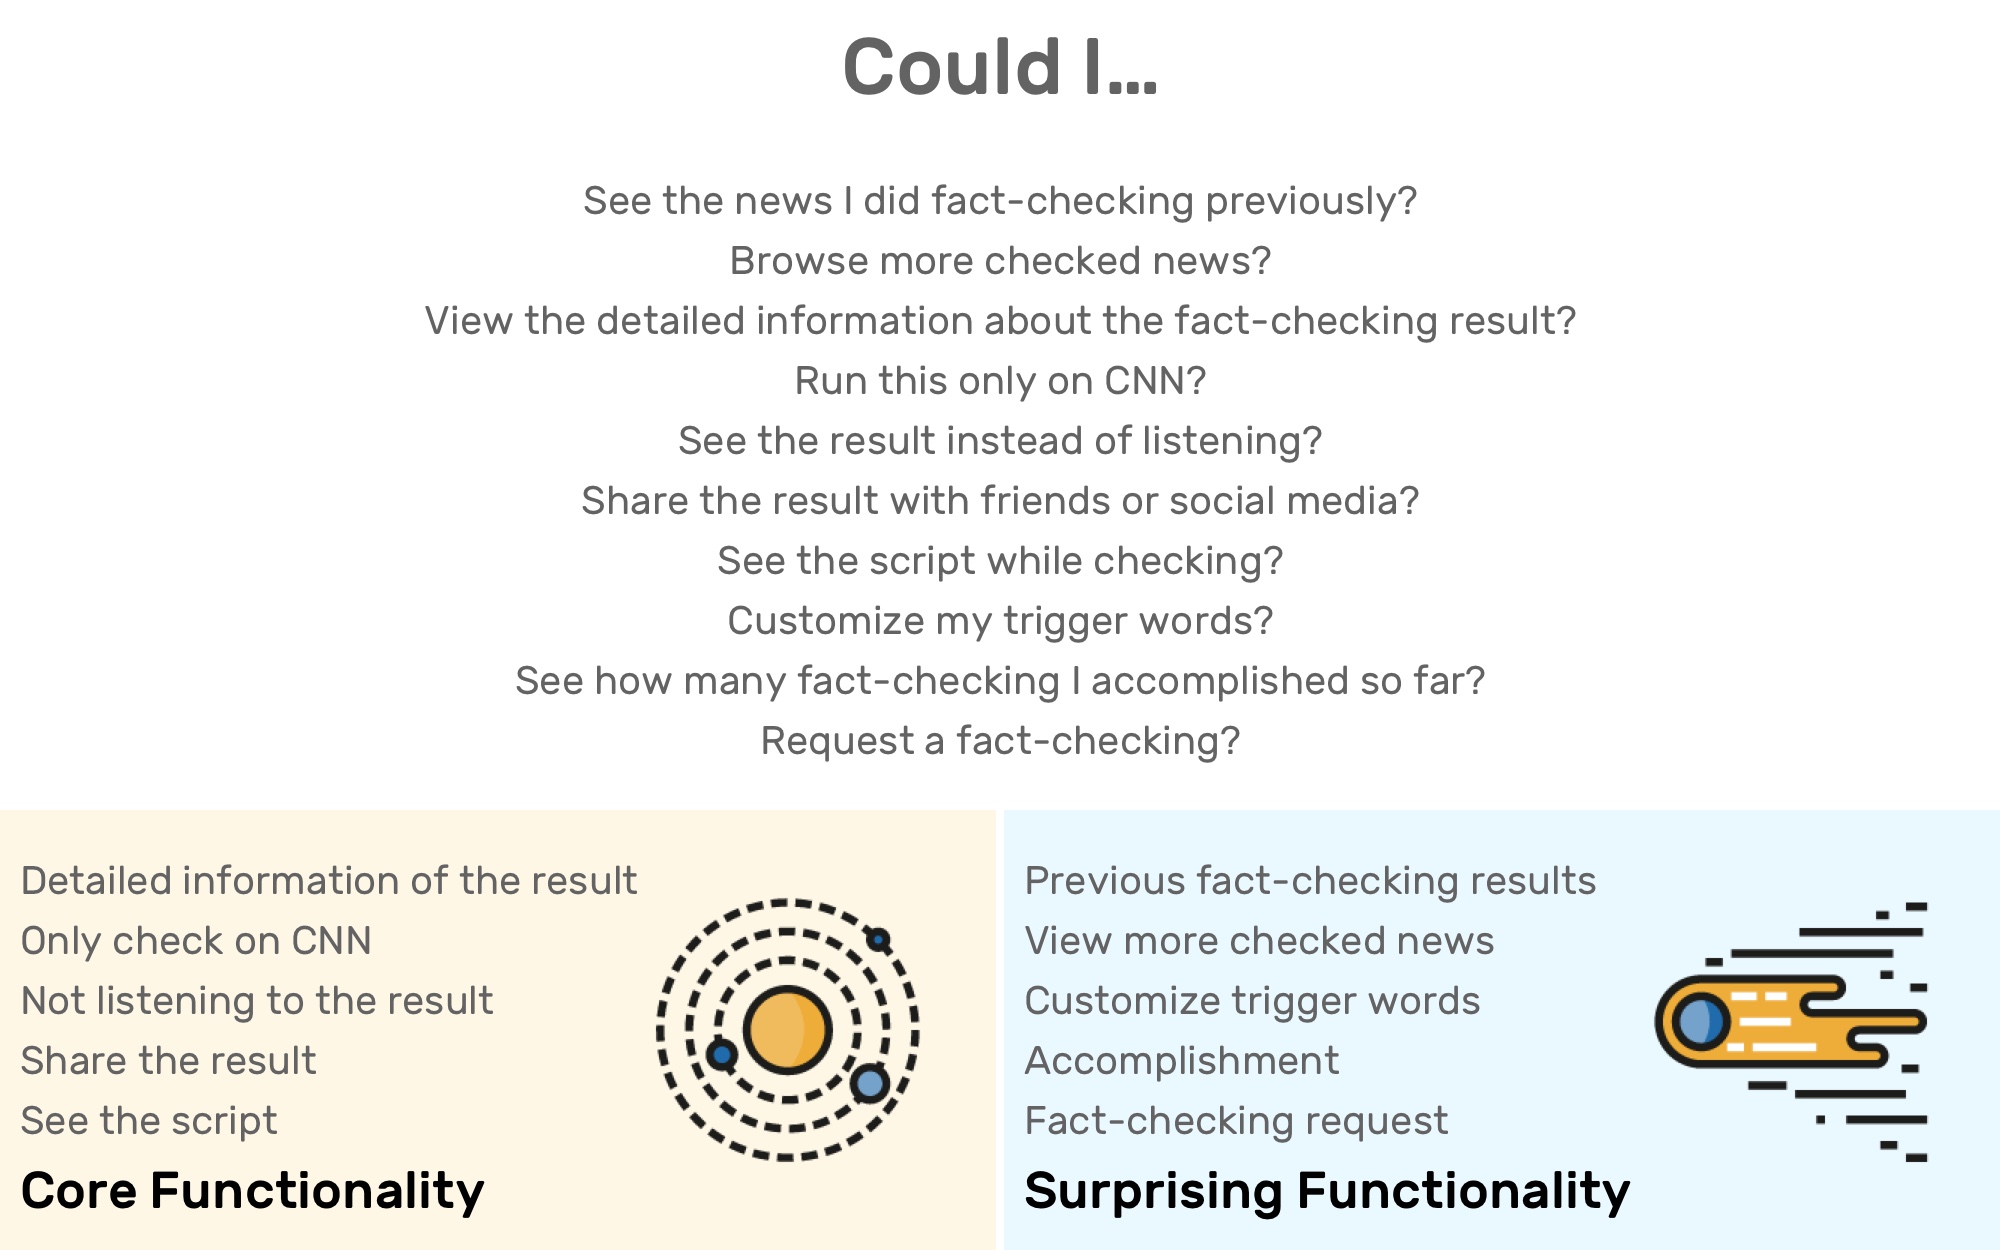 Could I...
See the news I did fact-checking previously?
Browse more checked news?
View the detailed information about the fact-checking result?
Run this only on CNN?
See the result instead of listening?
Share the result with friends or social media?
See the script while checking?
Customize my trigger words?
See how many fact-checking I accomplished so far?
Request a fact-checking?
Detailed information of the result
Only check on CNN
Not listening to the result
Share the result
See the script
Core Functionality
Previous fact-checking results
View more checked news
Customize trigger words
Accomplishment
Fact-checking request
Surprising Functionality